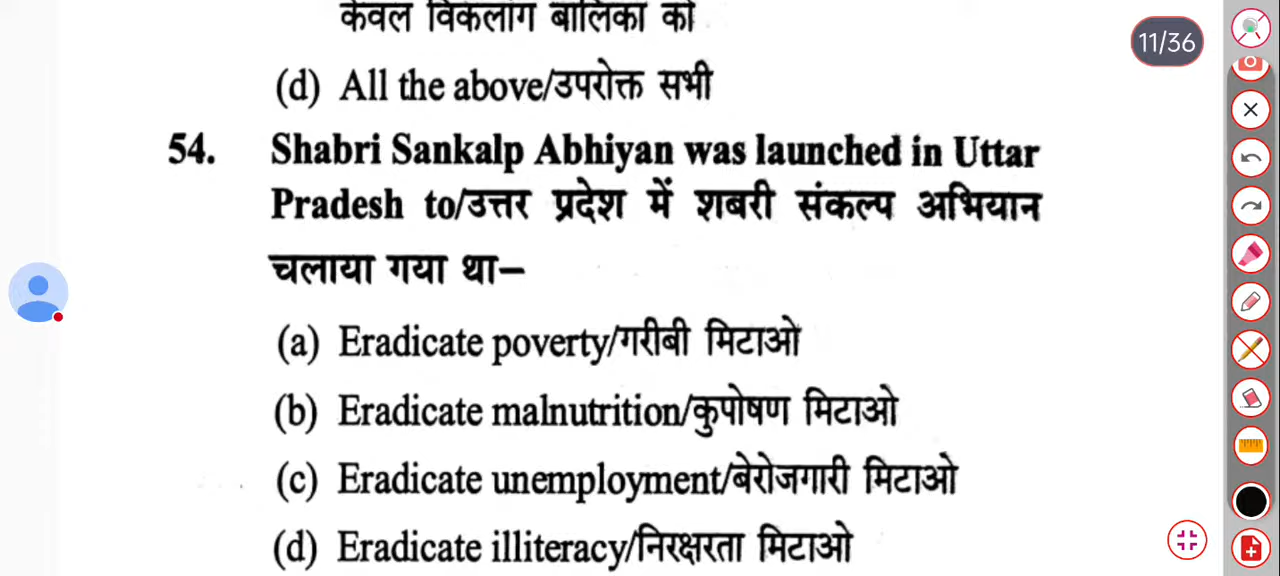 केवल विकलांग बालिका को
11/36
(d) All the above/उपरोक्त सभी
54. Shabri Sankalp Abhiyan was launched in Uttar
Pradesh to/उत्तर प्रदेश में शबरी संकल्प अभियान
चलाया गया था–
(a) Eradicate poverty/गरीबी मिटाओ
(b) Eradicate malnutrition/कुपोषण मिटाओ
(c) Eradicate unemployment/बेरोजगारी मिटाओ
(d) Eradicate illiteracy/निरक्षरता मिटाओ